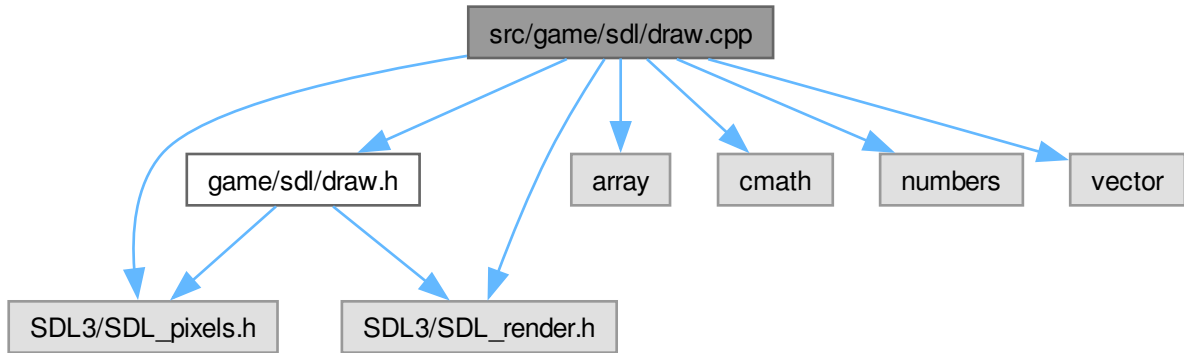 src/game/sdl/draw.cpp
game/sdl/draw.h
array
cmath
numbers
vector
SDL3/SDL_pixels.h
SDL3/SDL_render.h